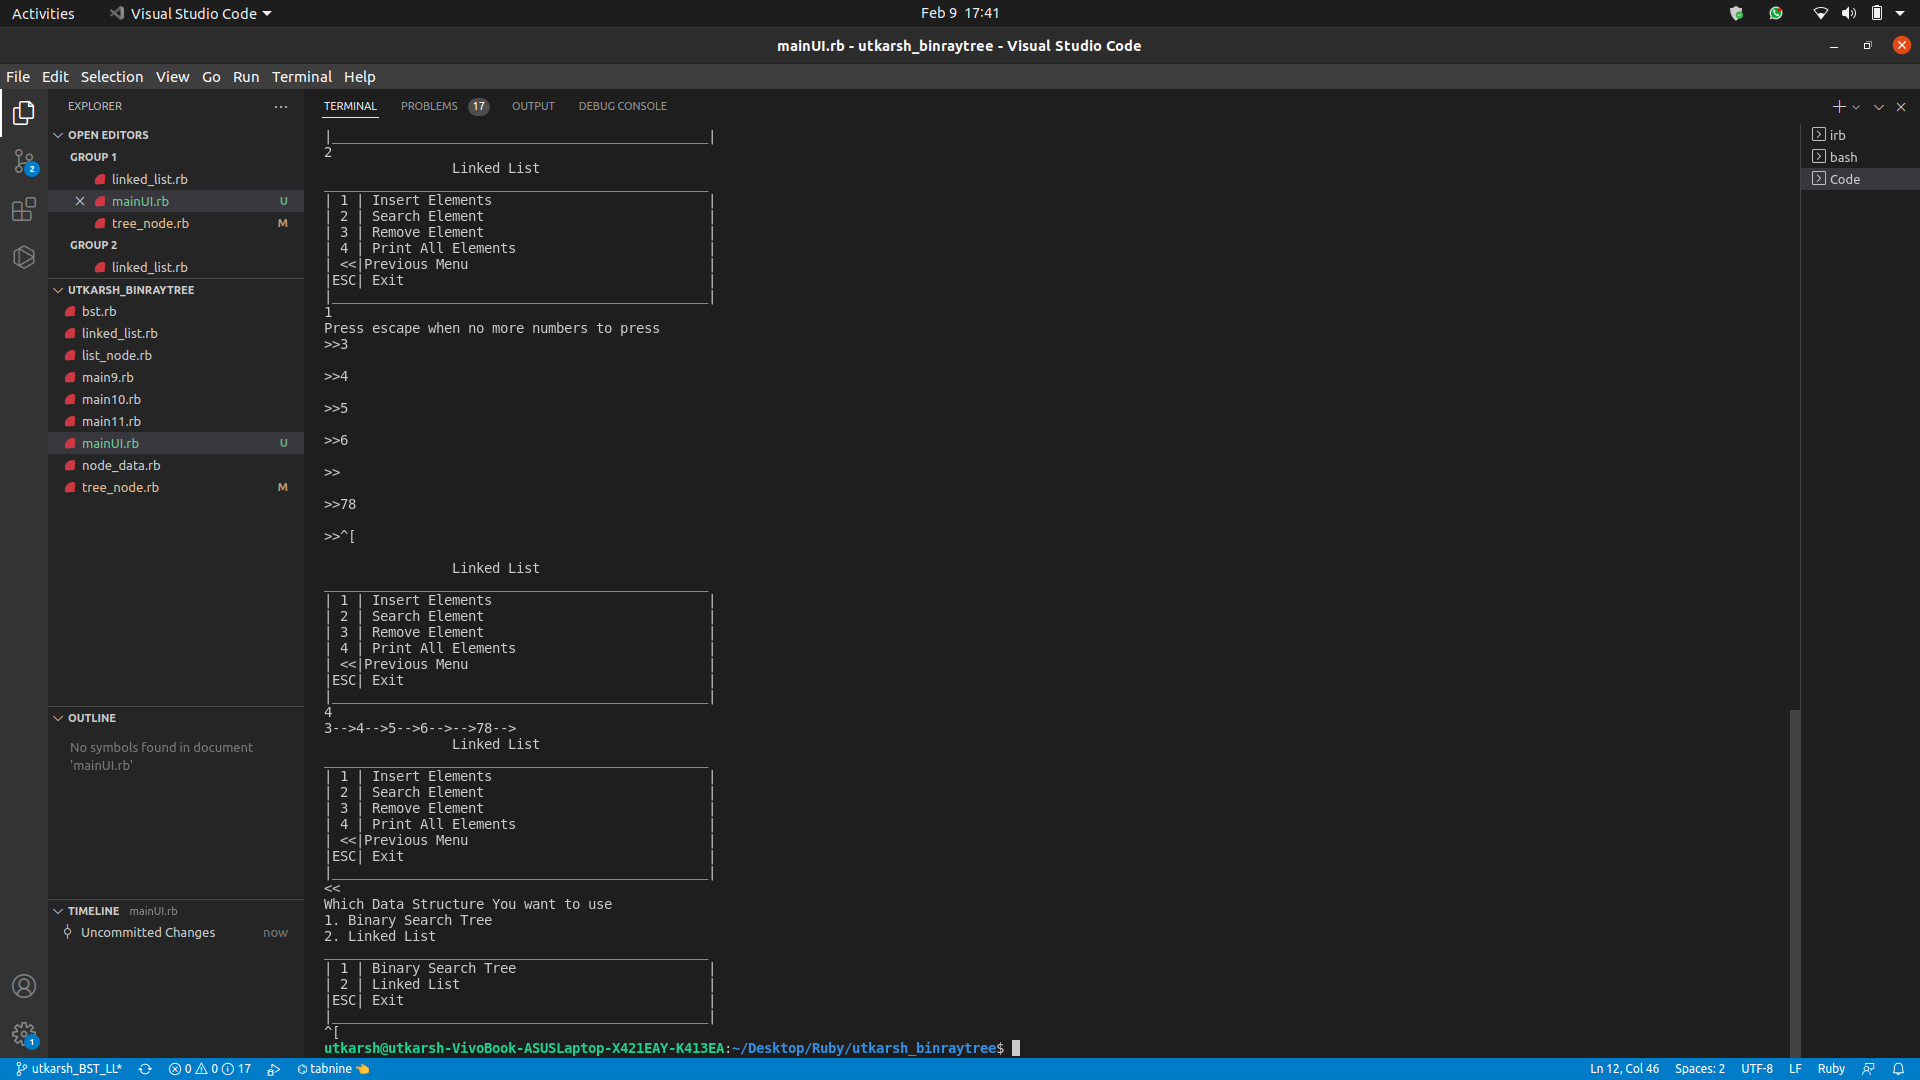 Activities
Visual Studio Code
Feb 9 17:41
mainUI.rb - utkarsh_binraytree - Visual Studio Code
File Edit Selection View Go Run Terminal Help
EXPLORER
OPEN EDITORS
GROUP 1
linked_list.rb
mainUI.rb U
tree_node.rb M
GROUP 2
linked_list.rb
UTKARSH_BINRAYTREE
bst.rb
linked_list.rb
list_node.rb
main9.rb
main10.rb
main11.rb
mainUI.rb U
node_data.rb
tree_node.rb M
OUTLINE
No symbols found in document
'mainUI.rb'
TIMELINE mainUI.rb
Uncommitted Changes now
2
1
TERMINAL PROBLEMS 17 OUTPUT DEBUG CONSOLE
|_______________________________________________|
2
Linked List
________________________________________________
| 1 | Insert Elements |
| 2 | Search Element |
| 3 | Remove Element |
| 4 | Print All Elements |
| <<|Previous Menu |
|ESC| Exit |
|_______________________________________________|
1
Press escape when no more numbers to press
>>3
>>4
>>5
>>6
>>
>>78
>>^[
Linked List
________________________________________________
| 1 | Insert Elements |
| 2 | Search Element |
| 3 | Remove Element |
| 4 | Print All Elements |
| <<|Previous Menu |
|ESC| Exit |
|_______________________________________________|
4
3-->4-->5-->6-->-->78-->
Linked List
________________________________________________
| 1 | Insert Elements |
| 2 | Search Element |
| 3 | Remove Element |
| 4 | Print All Elements |
| <<|Previous Menu |
|ESC| Exit |
|_______________________________________________|
<<
Which Data Structure You want to use
1. Binary Search Tree
2. Linked List
________________________________________________
| 1 | Binary Search Tree |
| 2 | Linked List |
|ESC| Exit |
|_______________________________________________|
^[
utkarsh@utkarsh-VivoBook-ASUSLaptop-X421EAY-K413EA:~/Desktop/Ruby/utkarsh_binraytree$
irb
bash
Code
utkarsh_BST_LL* 0 0 17 tabnine
Ln 12, Col 46 Spaces: 2 UTF-8 LF Ruby